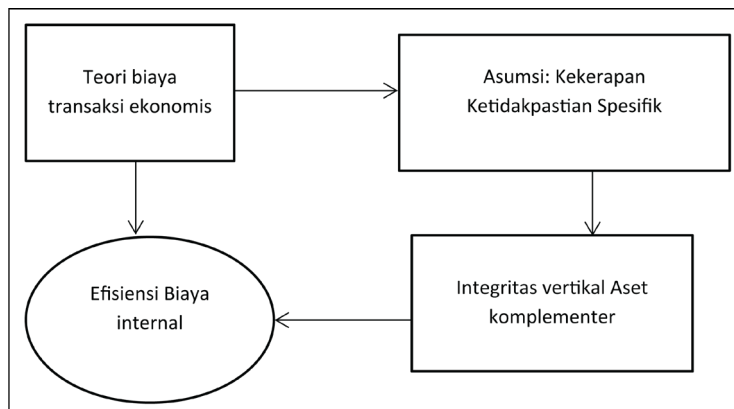 Teori biaya
transaksi ekonomis
Asumsi: Kekerapan
Ketidakpastian Spesifik
Efisiensi Biaya
internal
Integritas vertikal Aset
komplementer